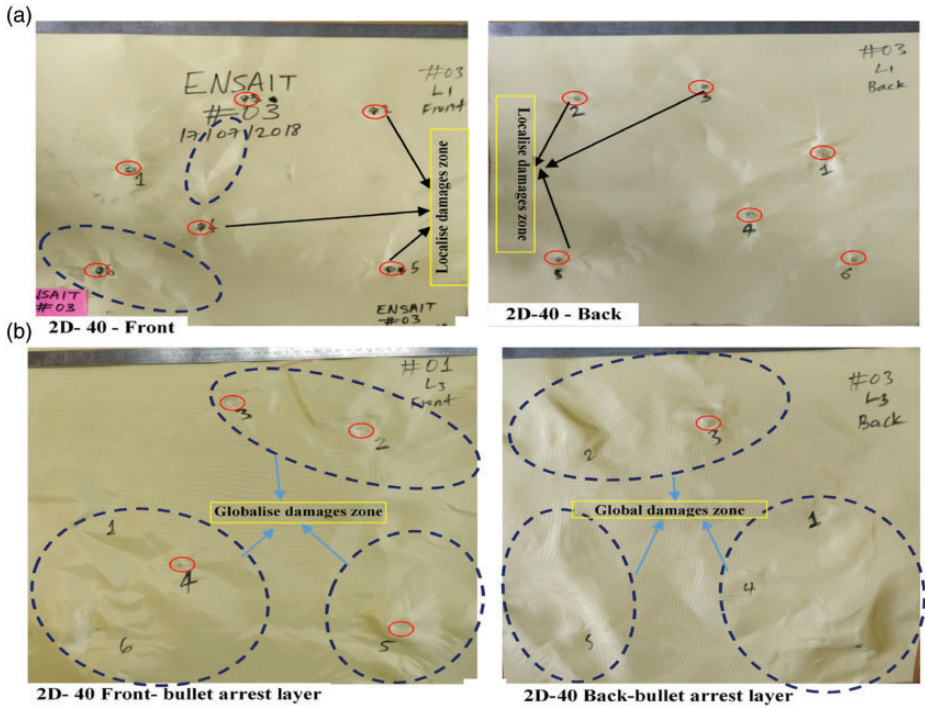 (a)
ENSAIT
#03
17/07/2018
#03
L1
Front
3
2
1
4
6
5
Localise damages zone
ENSAIT
#03
ENSAIT
#03
2D- 40 - Front
#03
L1
Back
2
3
1
4
5
6
Localise damages zone
2D-40 - Back
(b)
#01
L3
Front
3
2
Globalise damages zone
1
4
6
5
2D- 40 Front- bullet arrest layer
#03
L3
Back
2
3
Global damages zone
1
4
5
2D-40 Back-bullet arrest layer